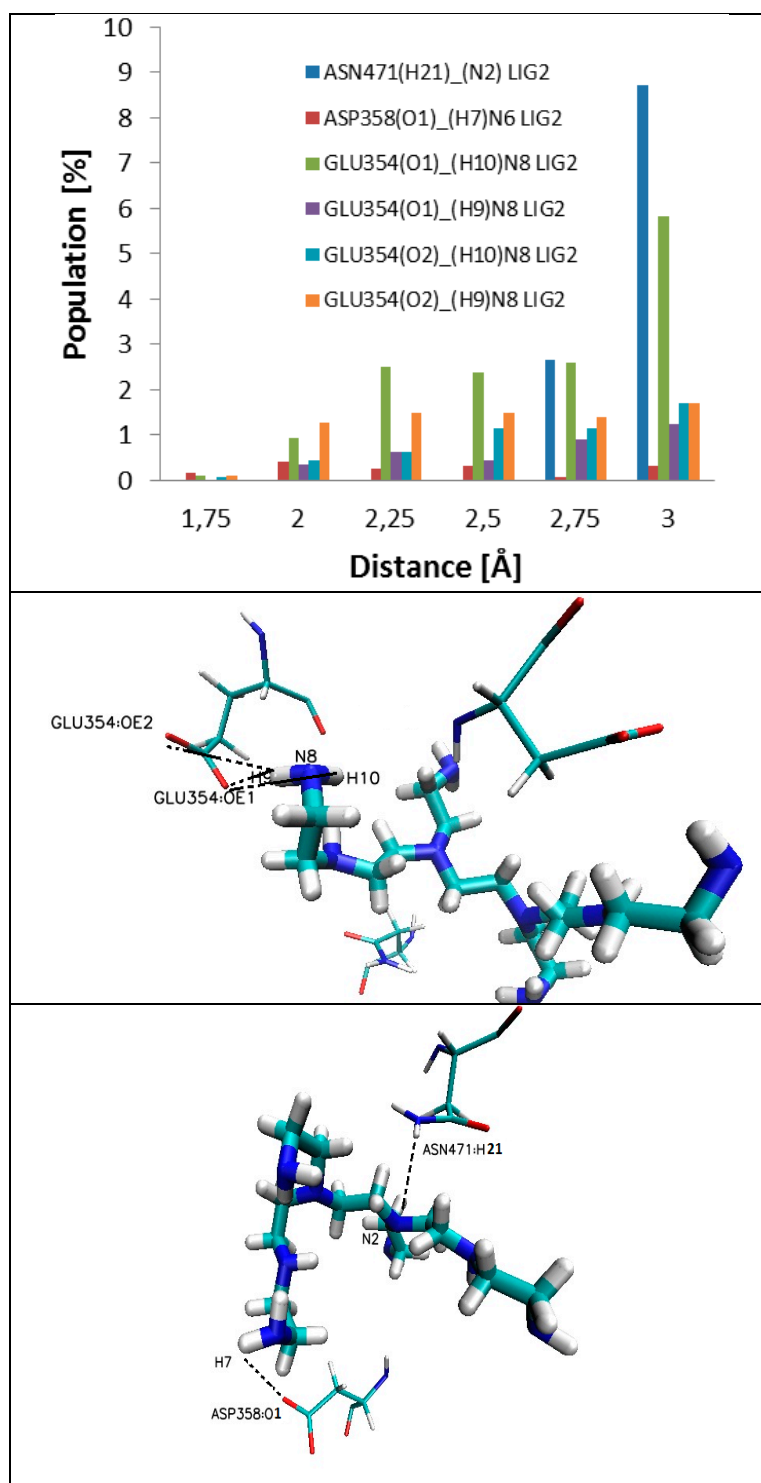 10
9
8
7
6
5
4
3
2
1
0
Population [%]
ASN471(H21)_(N2) LIG2
ASP358(O1)_(H7)N6 LIG2
GLU354(O1)_(H10)N8 LIG2
GLU354(O1)_(H9)N8 LIG2
GLU354(O2)_(H10)N8 LIG2
GLU354(O2)_(H9)N8 LIG2
1,75 2 2,25 2,5 2,75 3
Distance [Å]
GLU354:OE2
N8
H9
H10
GLU354:OE1
ASN471:H21
N2
H7
ASP358:O1